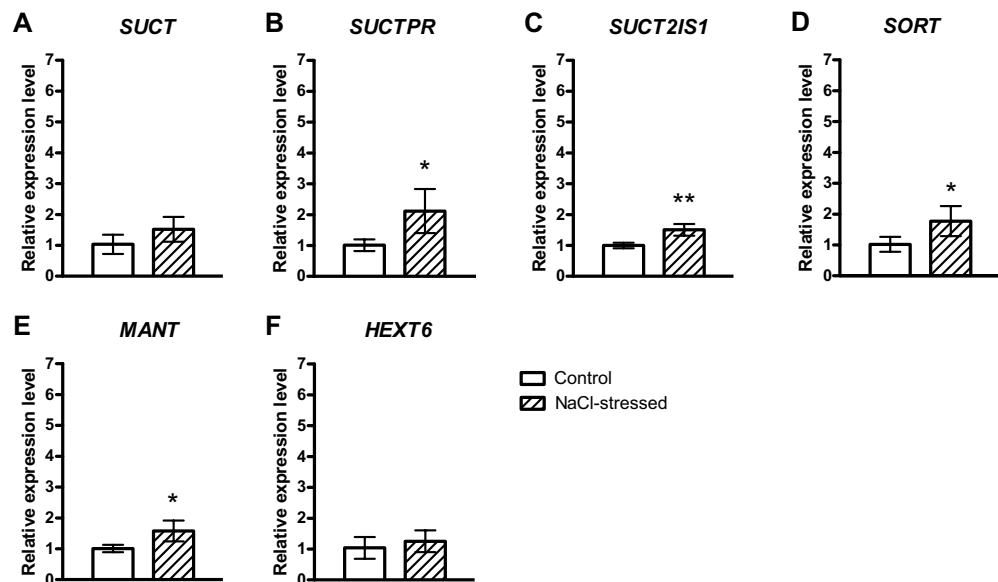 A
SUCT
Relative expression level
7
6
5
4
3
2
1
0
B
SUCTPR
Relative expression level
7
6
5
4
3
2
1
0
*
C
SUCT2IS1
Relative expression level
7
6
5
4
3
2
1
0
**
D
SORT
Relative expression level
7
6
5
4
3
2
1
0
*
E
MANT
Relative expression level
7
6
5
4
3
2
1
0
*
F
HEXT6
Relative expression level
7
6
5
4
3
2
1
0
Control
NaCl-stressed